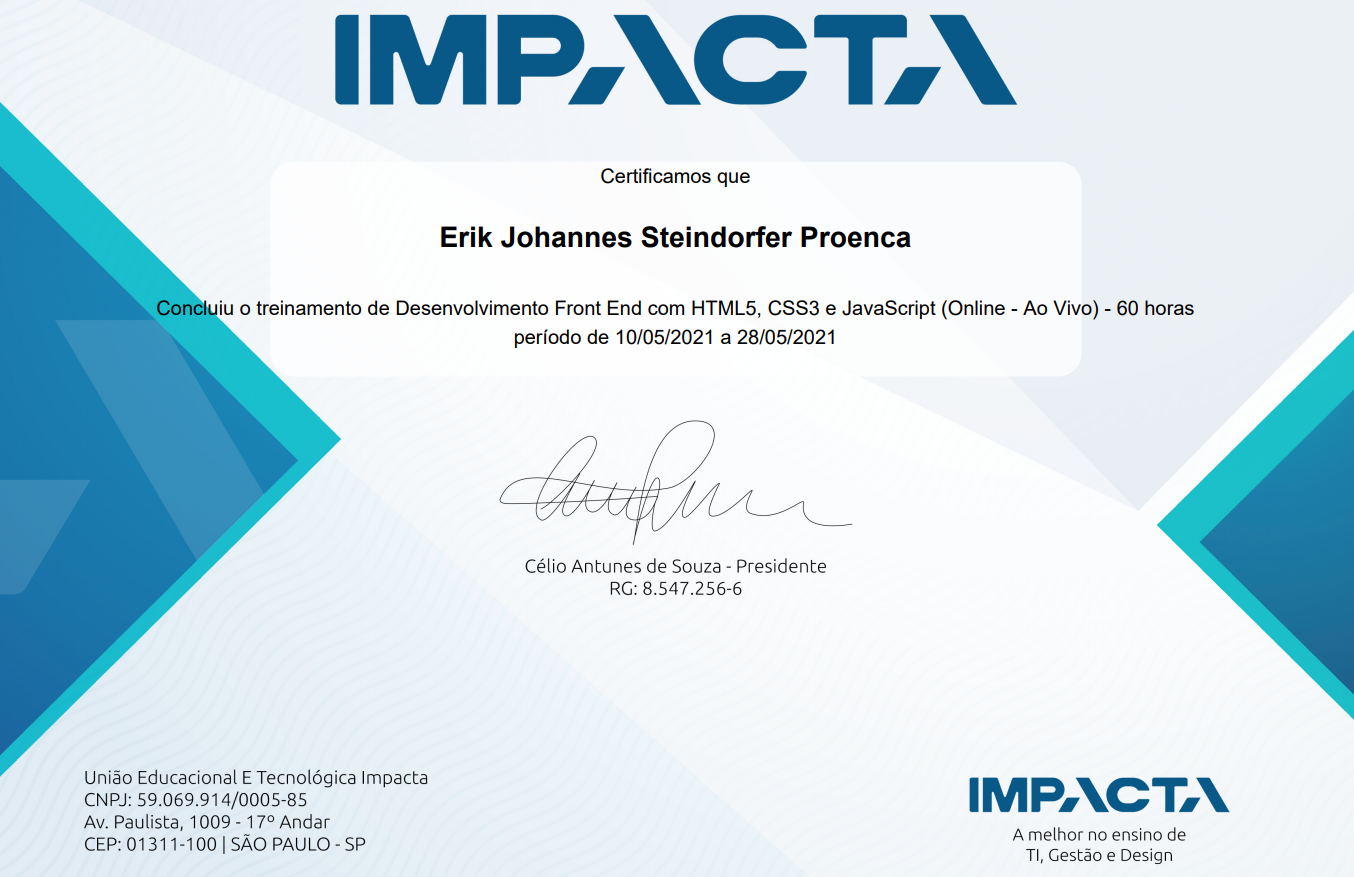 IMPACTA
Certificamos que
Erik Johannes Steindorfer Proenca
Concluiu o treinamento de Desenvolvimento Front End com HTML5, CSS3 e JavaScript (Online - Ao Vivo) - 60 horas
período de 10/05/2021 a 28/05/2021
Célio Antunes de Souza - Presidente
RG: 8.547.256-6
União Educacional E Tecnológica Impacta
CNPJ: 59.069.914/0005-85
Av. Paulista, 1009 - 17º Andar
CEP: 01311-100 | SÃO PAULO - SP
IMPACTA
A melhor no ensino de
TI, Gestão e Design